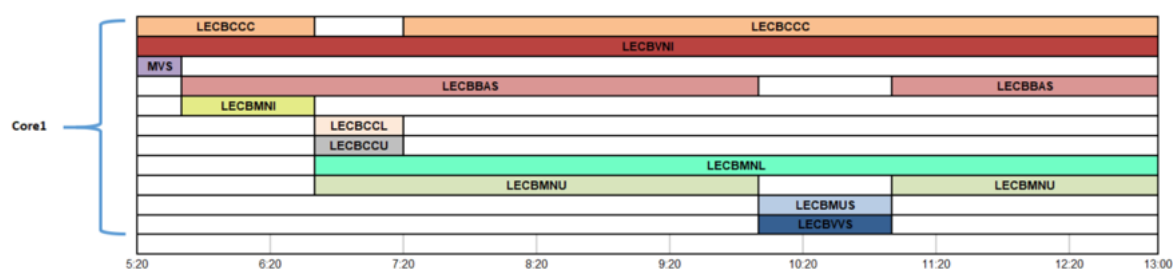 LECBCCC LECBCCC
LECBVNI
MVS
LECBBAS LECBBAS
LECBMNI
Core1 LECBCCL
LECBCCU
LECBMNL
LECBMNU LECBMNU
LECBMUS
LECBVVS
5:20 6:20 7:20 8:20 9:20 10:20 11:20 12:20 13:00